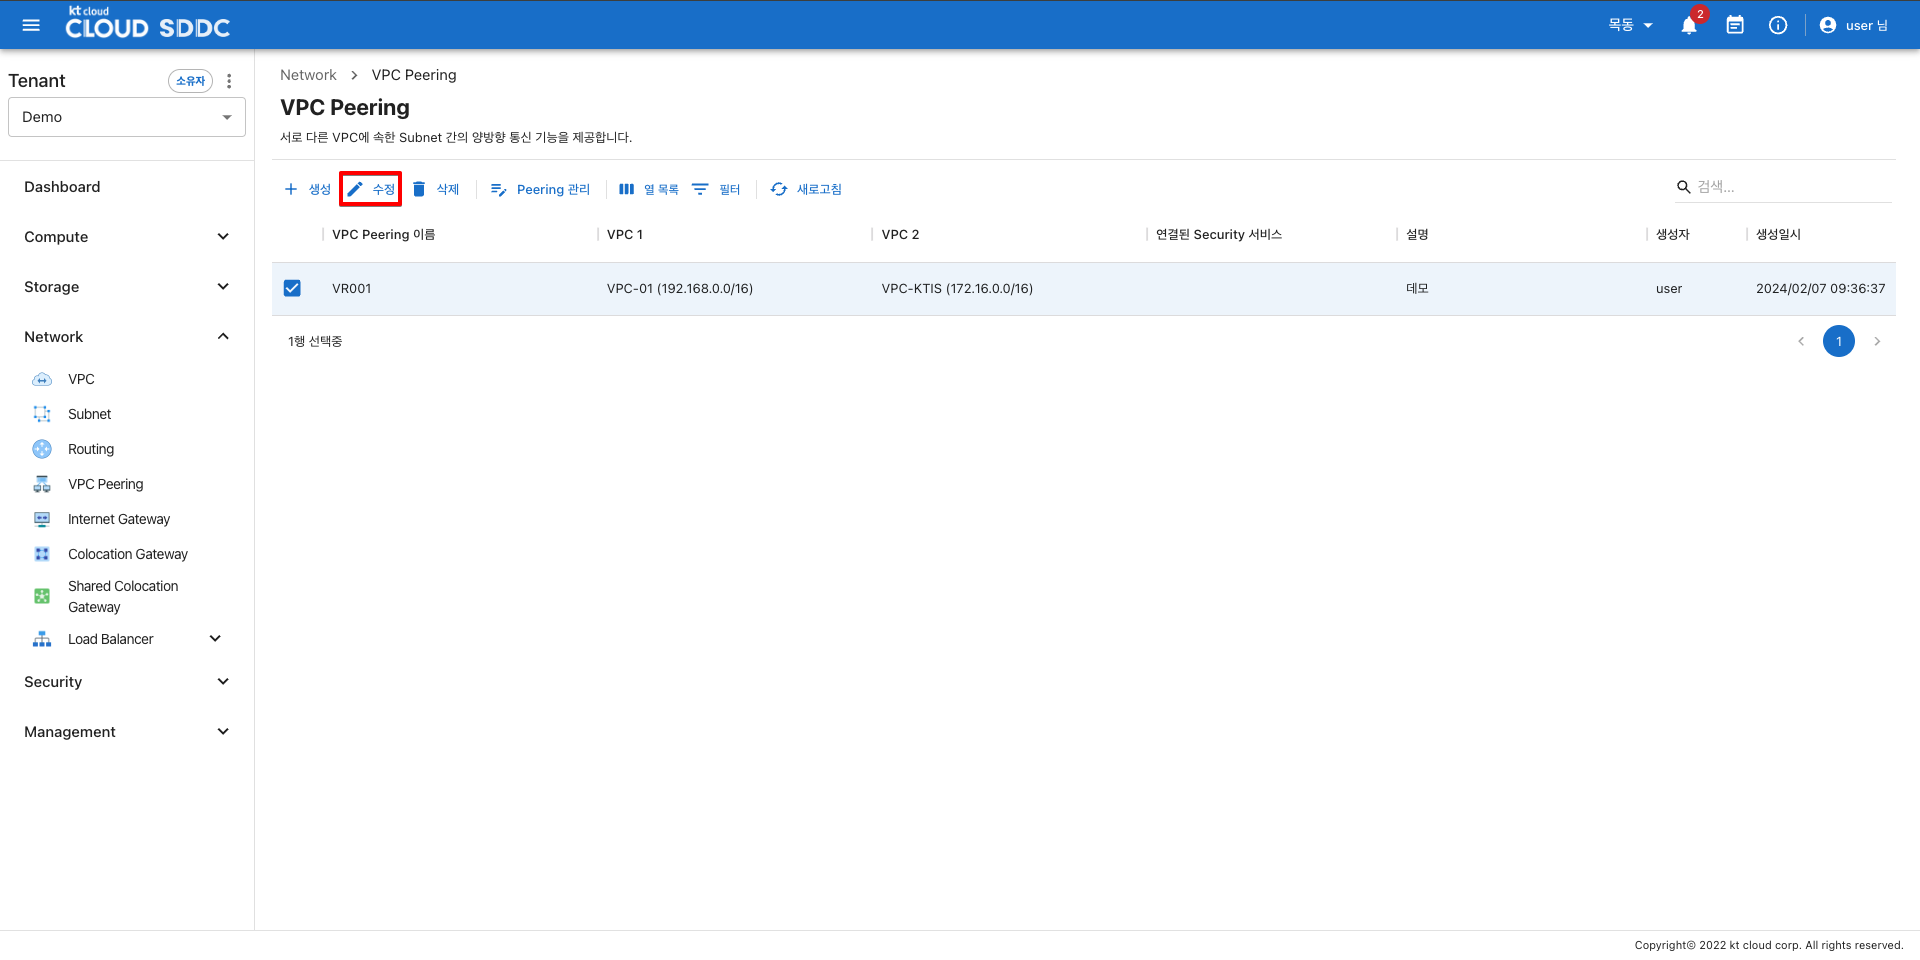 kt cloud
CLOUD SDDC
목동
2
user 님
Tenant
소유자
Demo
Dashboard
Compute
Storage
Network
VPC
Subnet
Routing
VPC Peering
Internet Gateway
Colocation Gateway
Shared Colocation
Gateway
Load Balancer
Security
Management
Network > VPC Peering
VPC Peering
서로 다른 VPC에 속한 Subnet 간의 양방향 통신 기능을 제공합니다.
생성 수정 삭제 Peering 관리 열 목록 필터 새로고침
검색...
VPC Peering 이름 VPC 1 VPC 2 연결된 Security 서비스 설명 생성자 생성일시
VR001 VPC-01 (192.168.0.0/16) VPC-KTIS (172.16.0.0/16) 데모 user 2024/02/07 09:36:37
1행 선택중
1
Copyright© 2022 kt cloud corp. All rights reserved.